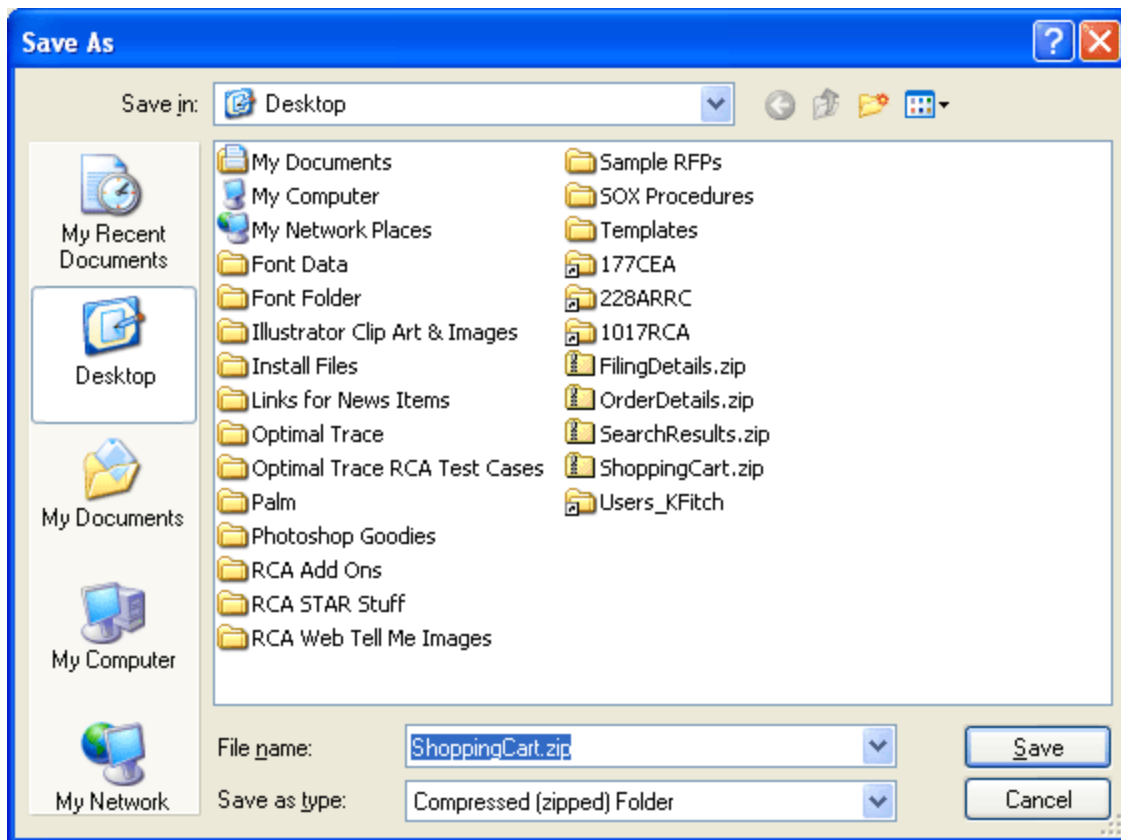 Save As
Save in:
Desktop
My Recent
Documents
Desktop
My Documents
My Computer
My Network
My Documents
My Computer
My Network Places
Font Data
Font Folder
Illustrator Clip Art & Images
Install Files
Links for News Items
Optimal Trace
Optimal Trace RCA Test Cases
Palm
Photoshop Goodies
RCA Add Ons
RCA STAR Stuff
RCA Web Tell Me Images
Sample RFPs
SOX Procedures
Templates
177CEA
228ARRC
1017RCA
FilingDetails.zip
OrderDetails.zip
SearchResults.zip
ShoppingCart.zip
Users_KFitch
File name:
ShoppingCart.zip
Save
Save as type:
Compressed (zipped) Folder
Cancel